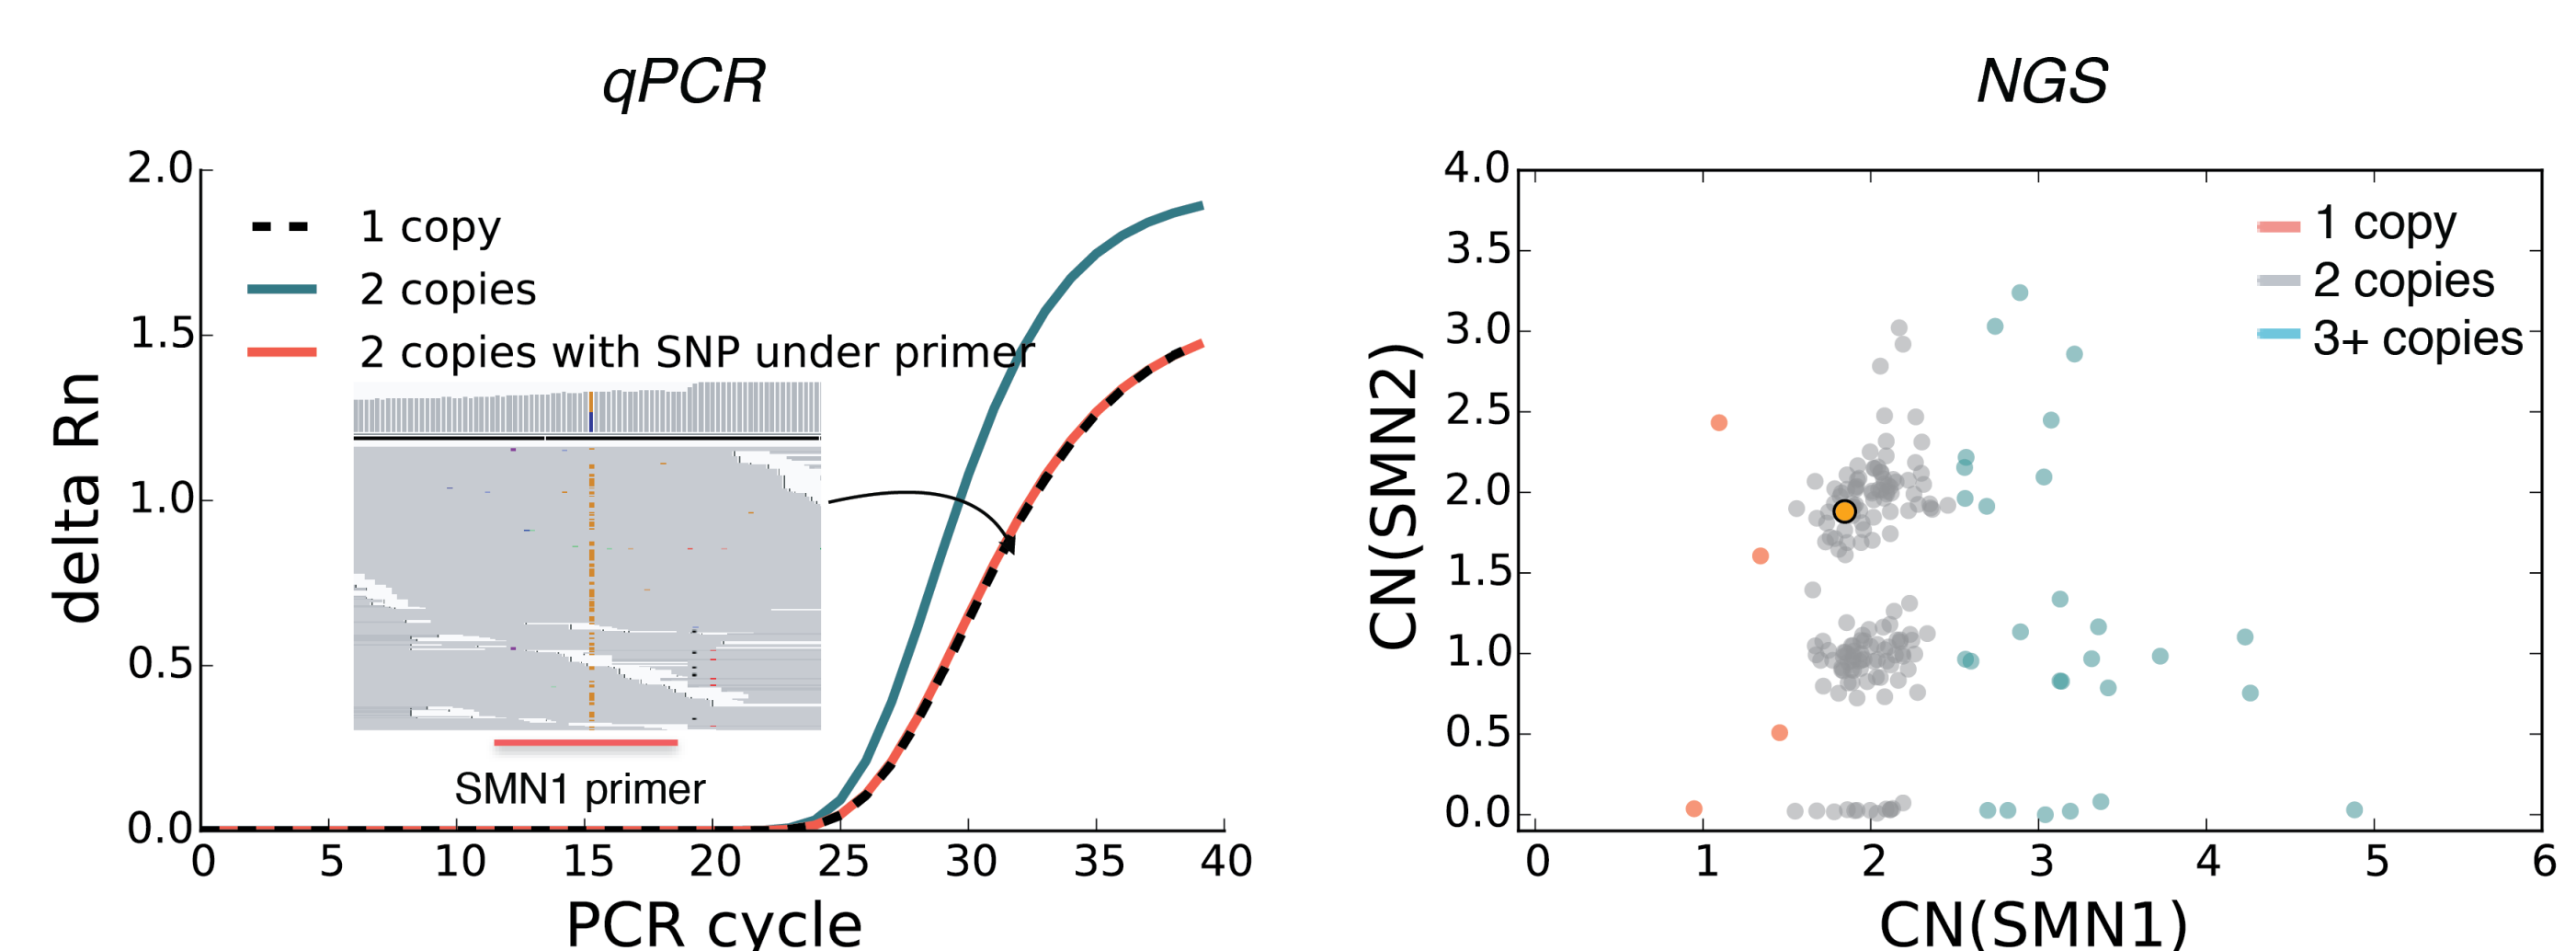 qPCR
2.0
1.5
1.0
0.5
0.0
delta Rn
1 copy
2 copies
2 copies with SNP under primer
SMN1 primer
0 5 10 15 20 25 30 35 40
PCR cycle
NGS
4.0
3.5
3.0
2.5
2.0
1.5
1.0
0.5
0.0
CN(SMN2)
1 copy
2 copies
3+ copies
0 1 2 3 4 5 6
CN(SMN1)